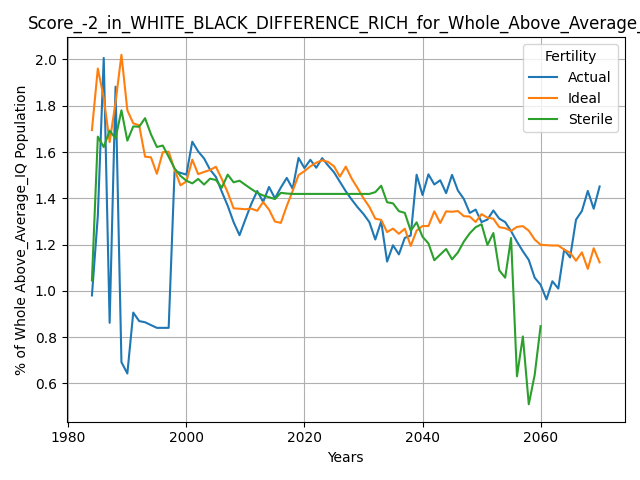 Score_-2_in_WHITE_BLACK_DIFFERENCE_RICH_for_Whole_Above_Average_
Fertility
Actual
Ideal
Sterile
% of Whole Above_Average_IQ Population
2.0
1.8
1.6
1.4
1.2
1.0
0.8
0.6
1980
2000
2020
2040
2060
Years